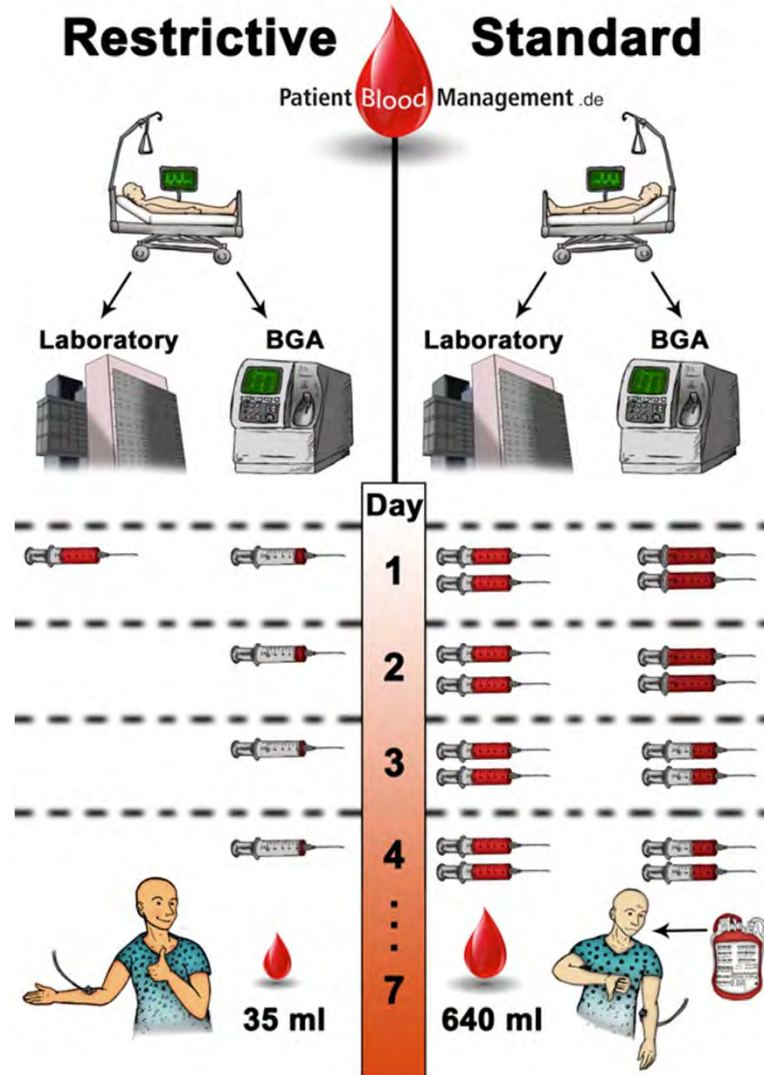 Restrictive Standard
Patient Blood Management .de
Laboratory BGA Laboratory BGA
Day
1
2
3
4
7
35 ml 640 ml